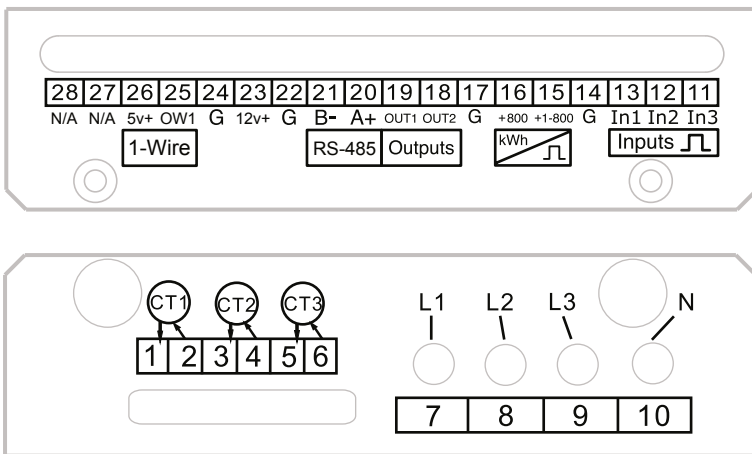 28 27 26 25 24 23 22 21 20 19 18 17 16 15 14 13 12 11
N/A N/A 5v+ OW1 G 12v+ G B- A+ OUT1 OUT2 G +800 +1-800 G In1 In2 In3
1-Wire RS-485 Outputs kWh Inputs
CT1 CT2 CT3 L1 L2 L3 N
1 2 3 4 5 6
7 8 9 10